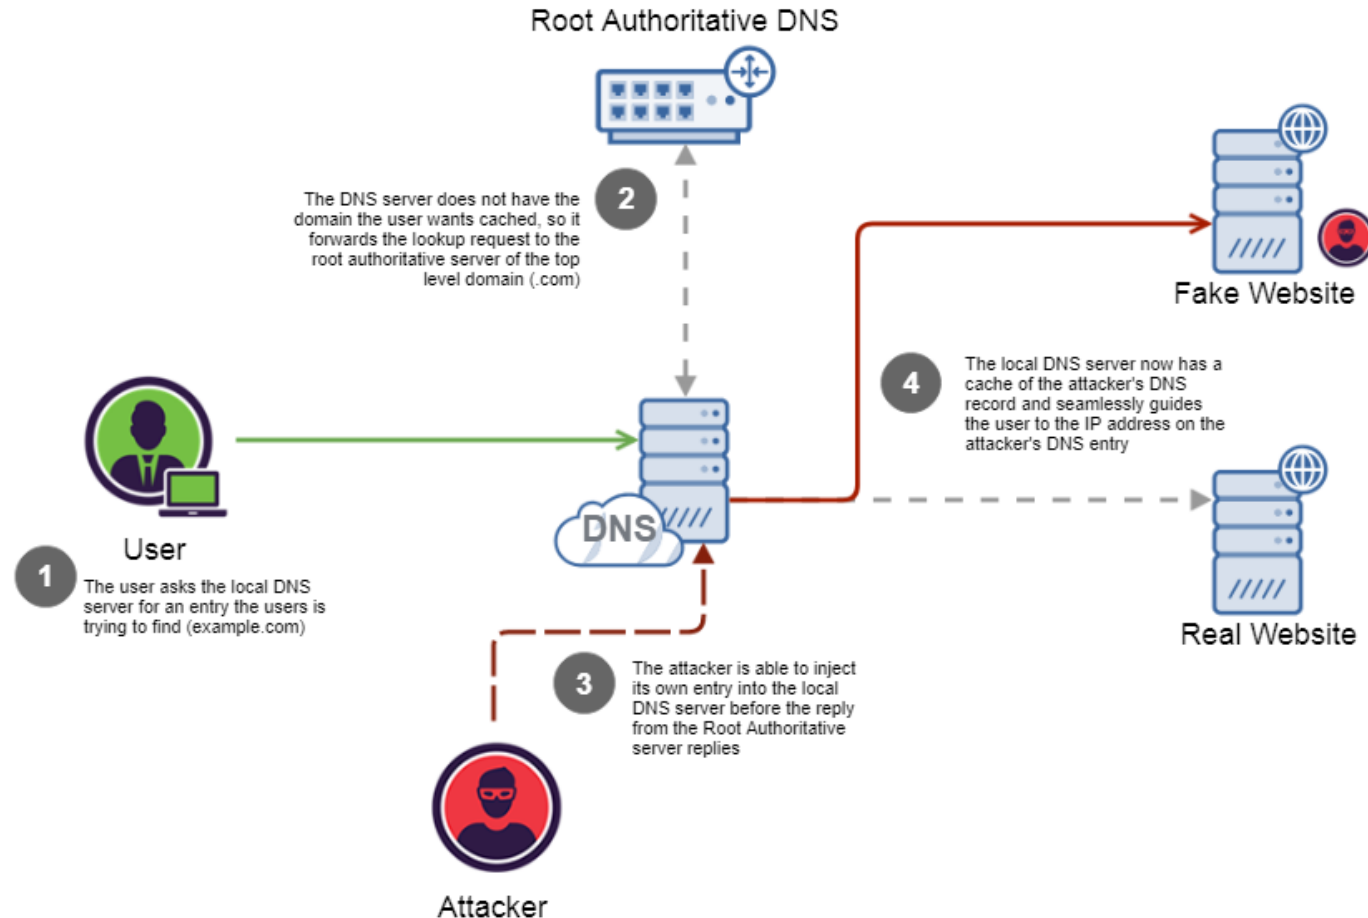 Root Authoritative DNS
2
The DNS server does not have the
domain the user wants cached, so it
forwards the lookup request to the
root authoritative server of the top
level domain (.com)
Fake Website
4
The local DNS server now has a
cache of the attacker's DNS
record and seamlessly guides
the user to the IP address on the
attacker's DNS entry
DNS
User
1
The user asks the local DNS
server for an entry the users is
trying to find (example.com)
Real Website
3
The attacker is able to inject
its own entry into the local
DNS server before the reply
from the Root Authoritative
server replies
Attacker